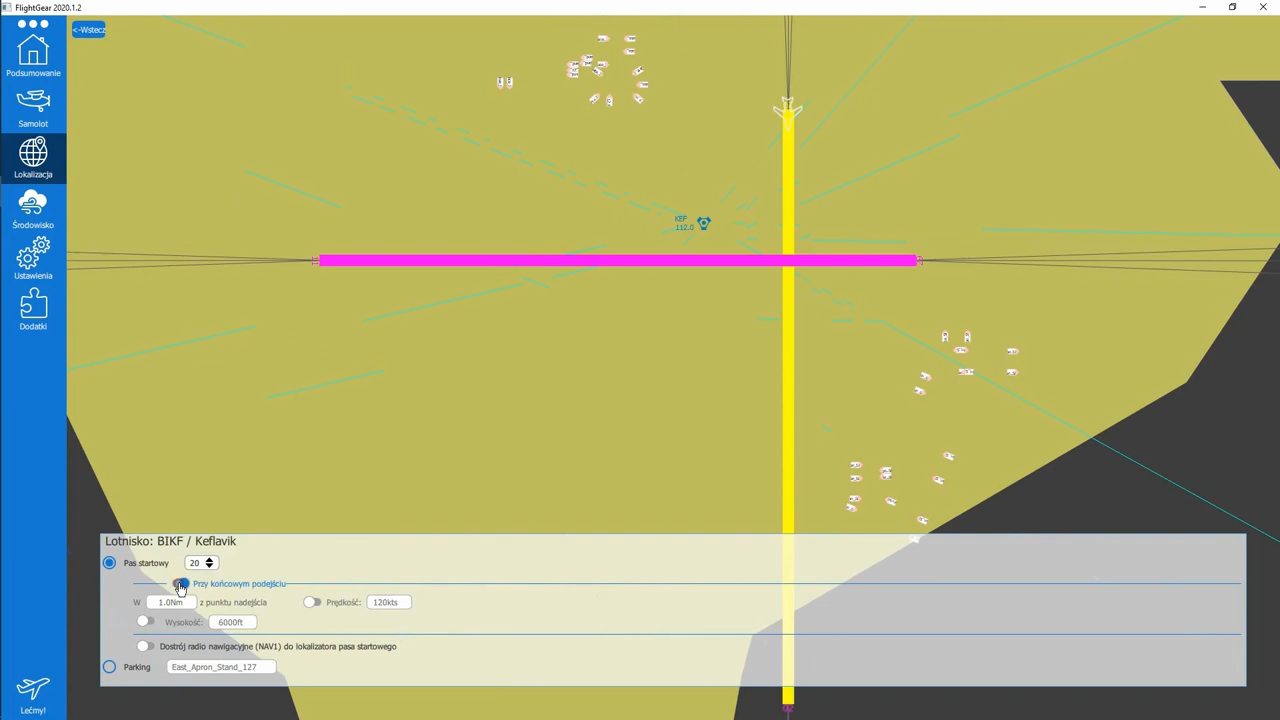 FlightGear 2020.1.2
<-Wstecz
Podsumowanie
Samolot
Lokalizacja
Środowisko
Ustawienia
Dodatki
Lećmy!
KEF
112.0
Lotnisko: BIKF / Keflavik
Pas startowy 20
Przy końcowym podejściu
W 1.0Nm z punktu nadejścia Prędkość: 120kts
Wysokość: 6000ft
Dostrój radio nawigacyjne (NAV1) do lokalizatora pasa startowego
Parking East_Apron_Stand_127